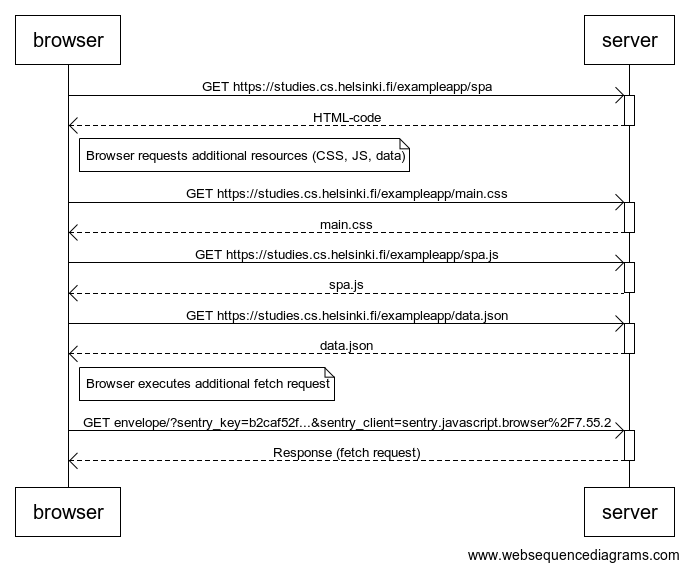 browser
server
GET https://studies.cs.helsinki.fi/exampleapp/spa
HTML-code
Browser requests additional resources (CSS, JS, data)
GET https://studies.cs.helsinki.fi/exampleapp/main.css
main.css
GET https://studies.cs.helsinki.fi/exampleapp/spa.js
spa.js
GET https://studies.cs.helsinki.fi/exampleapp/data.json
data.json
Browser executes additional fetch request
GET envelope/?sentry_key=b2caf52f...&sentry_client=sentry.javascript.browser%2F7.55.2
Response (fetch request)
browser
server
www.websequencediagrams.com